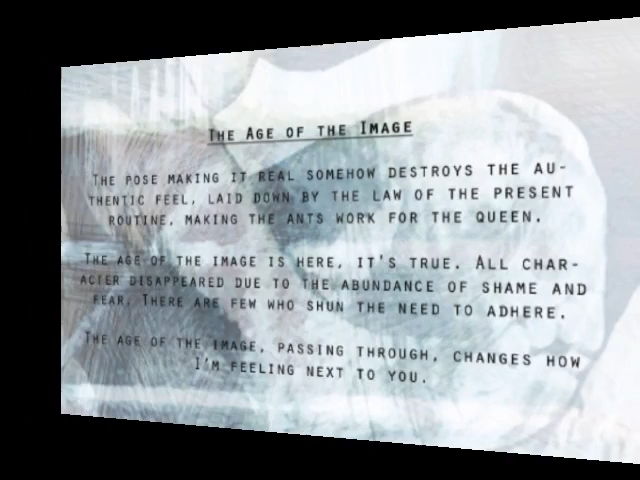 The Age of the Image
The pose making it real somehow destroys the au-
thentic feel, laid down by the law of the present
routine, making the ants work for the queen.
The age of the image is here, it's true. All char-
acter disappeared due to the abundance of shame and
fear. There are few who shun the need to adhere.
The age of the image, passing through, changes how
I'm feeling next to you.